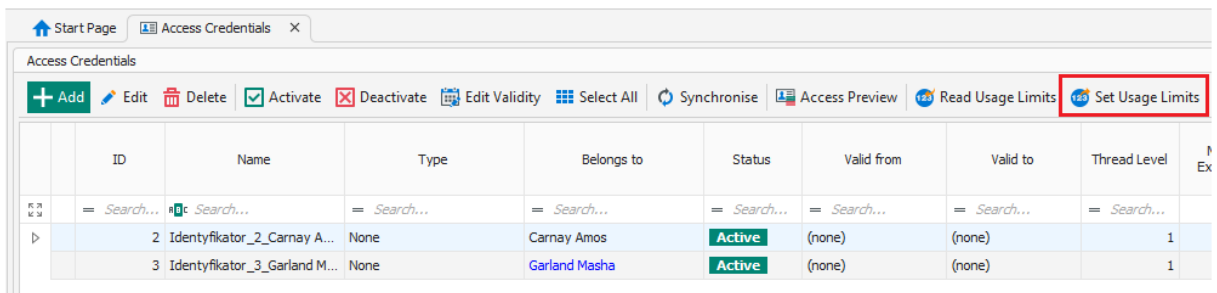 Start Page Access Credentials X
Access Credentials
Add Edit Delete Activate Deactivate Edit Validity Select All Synchronise Access Preview 123 Read Usage Limits 123 Set Usage Limits
ID Name Type Belongs to Status Valid from Valid to Thread Level
= Search... ABC Search... = Search... = Search... = Search... = Search... = Search... = Search...
2 Identyfikator_2_Carnay A... None Carnay Amos Active (none) (none) 1
3 Identyfikator_3_Garland M... None Garland Masha Active (none) (none) 1